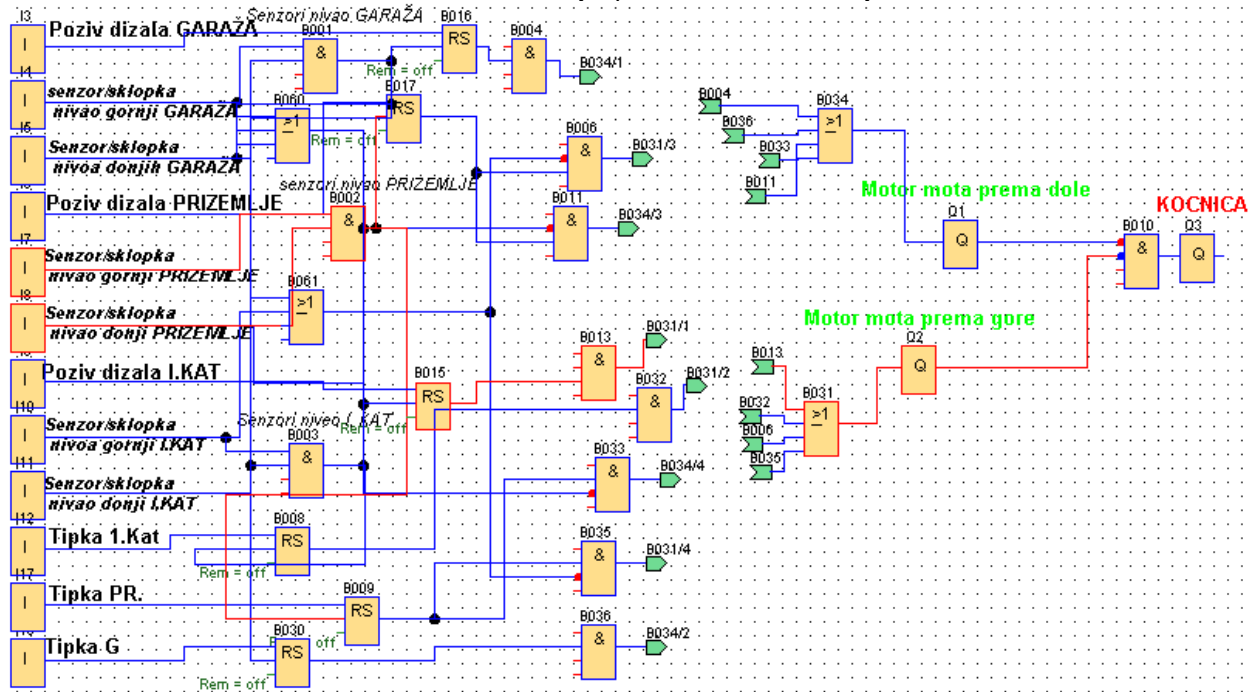 I3
Poziv dizala GARAŽA
Senzori nivao GARAŽA
B001
&
B016
RS
Rem = off
B004
&
B034/1
I
I4
senzor/sklopka
nivao gornji GARAŽA
I
B060
>1
B017
RS
Rem = off
B006
&
B031/3
I6
Senzor/sklopka
nivoa donjih GARAŽA
I
senzori nivao PRIZEMLJE
B002
&
B011
&
B034/3
Poziv dizala PRIZEMLJE
I
I7
Senzor/sklopka
nivao gornji PRIZEMLJE
I
B061
>1
I8
Senzor/sklopka
nivao donji PRIZEMLJE
I
B013
&
B031/1
Poziv dizala I.KAT
I
B015
RS
Rem = off
B032
&
B031/2
I10
Senzor/sklopka
nivoa gornji I.KAT
I
Senzori niveo I. KAT
B003
&
B033
&
B034/4
I11
Senzor/sklopka
nivao donji I.KAT
I
I12
Tipka 1.Kat
I
B008
RS
Rem = off
B035
&
B031/4
I17
Tipka PR.
I
B009
RS
off
Tipka G
I
B030
RS
Rem = off
B036
&
B034/2
B004
B036
B033
B011
B034
>1
Motor mota prema dole
Q1
Q
B010
&
KOCNICA
Q3
Q
Motor mota prema gore
B013
B032
B006
B035
B031
>1
Q2
Q